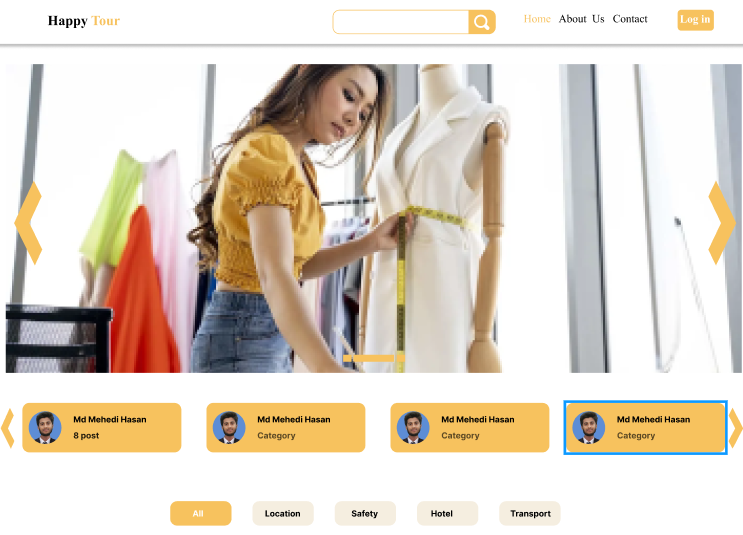 Happy Tour
Home About Us Contact Log in
Md Mehedi Hasan
8 post
Md Mehedi Hasan
Category
Md Mehedi Hasan
Category
Md Mehedi Hasan
Category
All Location Safety Hotel Transport